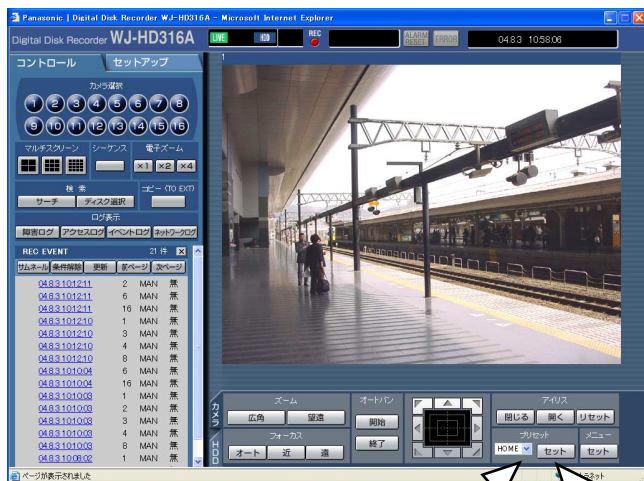 Panasonic | Digital Disk Recorder WJ-HD316A - Microsoft Internet Explorer
Digital Disk Recorder WJ-HD316A
LIVE
HDD
REC
ALARM RESET
ERROR
04.8.3 10:58:06
コントロール
セットアップ
1
カメラ選択
1 2 3 4 5 6 7 8
9 10 11 12 13 14 15 16
マルチスクリーン
シーケンス
電子ズーム
×1 ×2 ×4
検索
コピー (TO EXT)
サーチ
ディスク選択
ログ表示
障害ログ アクセスログ イベントログ ネットワークログ
REC EVENT 21 件 X
サムネール 条件解除 更新 前ページ 次ページ
04.8.3 10:12:11 2 MAN 無
04.8.3 10:12:11 6 MAN 無
04.8.3 10:12:11 16 MAN 無
04.8.3 10:12:10 1 MAN 無
04.8.3 10:12:10 3 MAN 無
04.8.3 10:12:10 4 MAN 無
04.8.3 10:12:10 8 MAN 無
04.8.3 10:10:04 6 MAN 無
04.8.3 10:10:04 16 MAN 無
04.8.3 10:10:03 1 MAN 無
04.8.3 10:10:03 2 MAN 無
04.8.3 10:10:03 3 MAN 無
04.8.3 10:10:03 4 MAN 無
04.8.3 10:10:03 8 MAN 無
04.8.3 10:08:02 1 MAN 無
カメラ
HDD
ズーム
広角 望遠
フォーカス
オート 近 遠
オートパン
開始
終了
アイリス
閉じる 開く リセット
プリセット
メニュー
HOME セット
セット
ページが表示されました